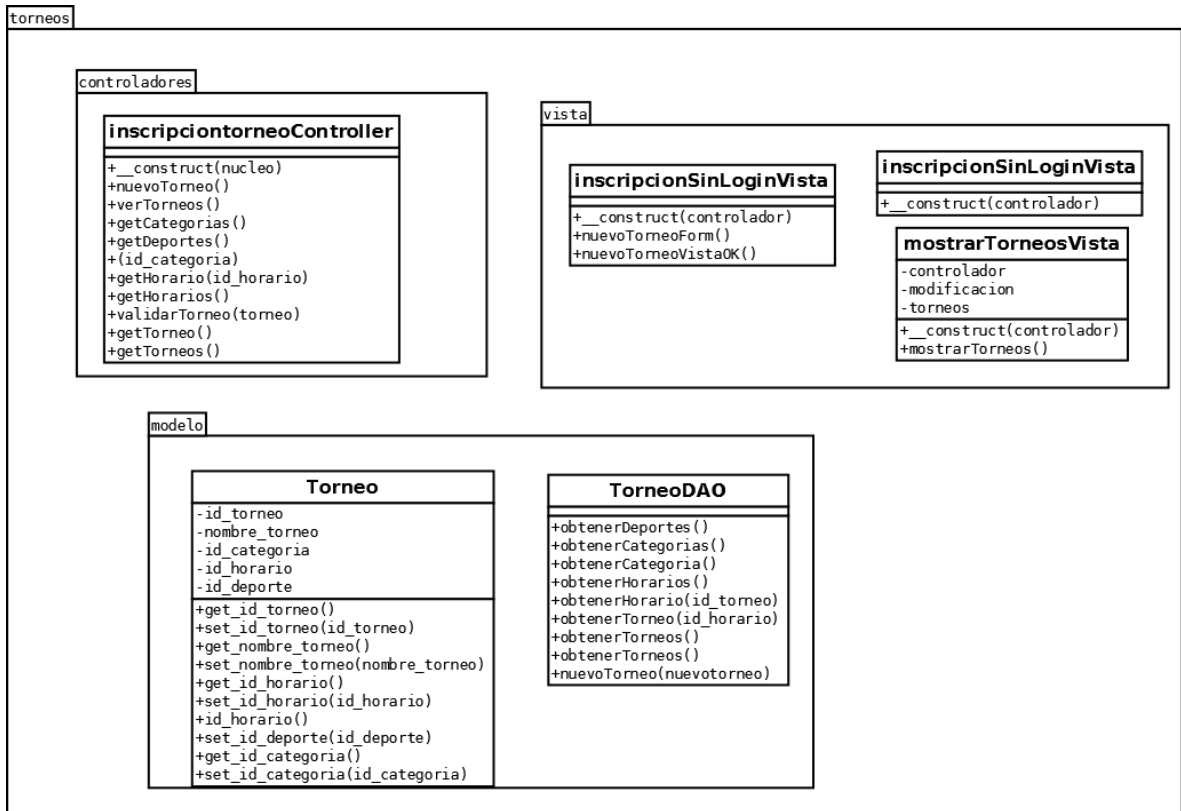 torneos
controladores
inscripciontorneoController
+__construct(nucleo)
+nuevoTorneo()
+verTorneos()
+getCategorias()
+getDeportes()
+(id_categoria)
+getHorario(id_horario)
+getHorarios()
+validarTorneo(torneo)
+getTorneo()
+getTorneos()
vista
inscripcionSinLoginVista
+__construct(controlador)
+nuevoTorneoForm()
+nuevoTorneoVistaOK()
inscripcionSinLoginVista
+__construct(controlador)
mostrarTorneosVista
-controlador
-modificacion
-torneos
+__construct(controlador)
+mostrarTorneos()
modelo
Torneo
-id_torneo
-nombre_torneo
-id_categoria
-id_horario
-id_deporte
+get_id_torneo()
+set_id_torneo(id_torneo)
+get_nombre_torneo()
+set_nombre_torneo(nombre_torneo)
+get_id_horario()
+set_id_horario(id_horario)
+id_horario()
+set_id_deporte(id_deporte)
+get_id_categoria()
+set_id_categoria(id_categoria)
TorneoDAO
+obtenerDeportes()
+obtenerCategorias()
+obtenerCategoria()
+obtenerHorarios()
+obtenerHorario(id_torneo)
+obtenerTorneo(id_horario)
+obtenerTorneos()
+obtenerTorneos()
+nuevoTorneo(nuevotorneo)